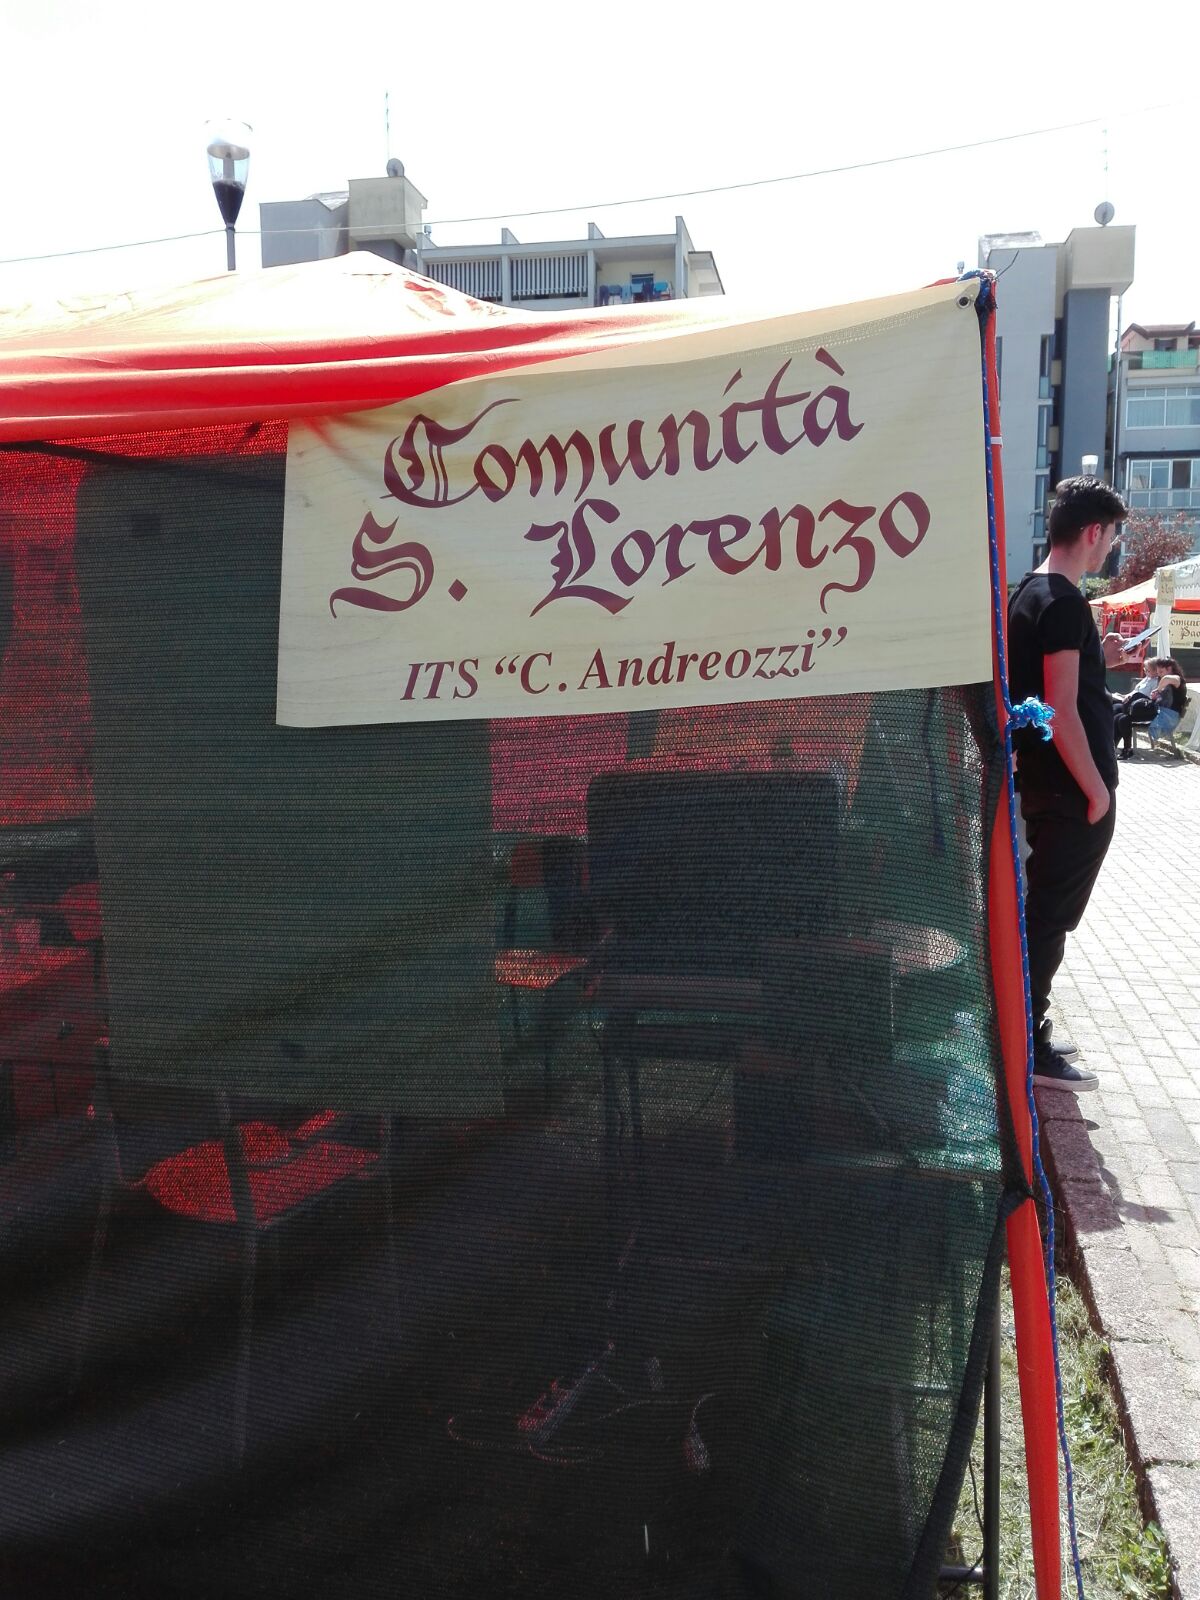 Comunità
S. Lorenzo
ITS “C. Andreozzi”